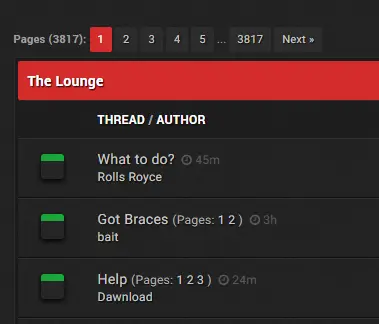 Pages (3817): 1 2 3 4 5 ... 3817 Next »
The Lounge
THREAD / AUTHOR
What to do? 45m
Rolls Royce
Got Braces (Pages: 1 2 ) 3h
bait
Help (Pages: 1 2 3 ) 24m
Dawnload